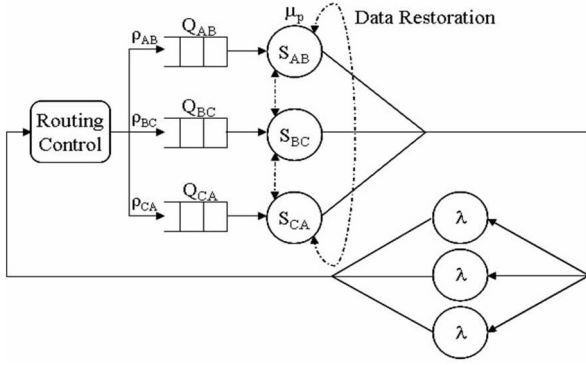 μp
Data Restoration
ρAB
QAB
SAB
Routing
Control
ρBC
QBC
SBC
ρCA
QCA
SCA
λ
λ
λ